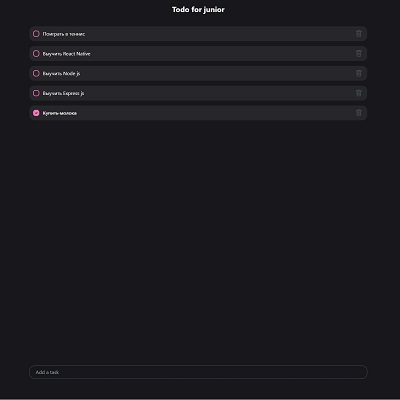 Todo for junior
Поиграть в теннис
Выучить React Native
Выучить Node js
Выучить Express js
Купить молока
Add a task